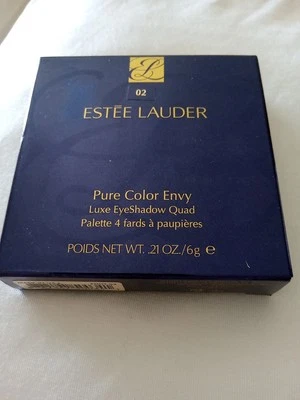 02
ESTĒE LAUDER
Pure Color Envy
Luxe EyeShadow Quad
Palette 4 fards à paupières
POIDS NET WT. .21 OZ./6g ℮